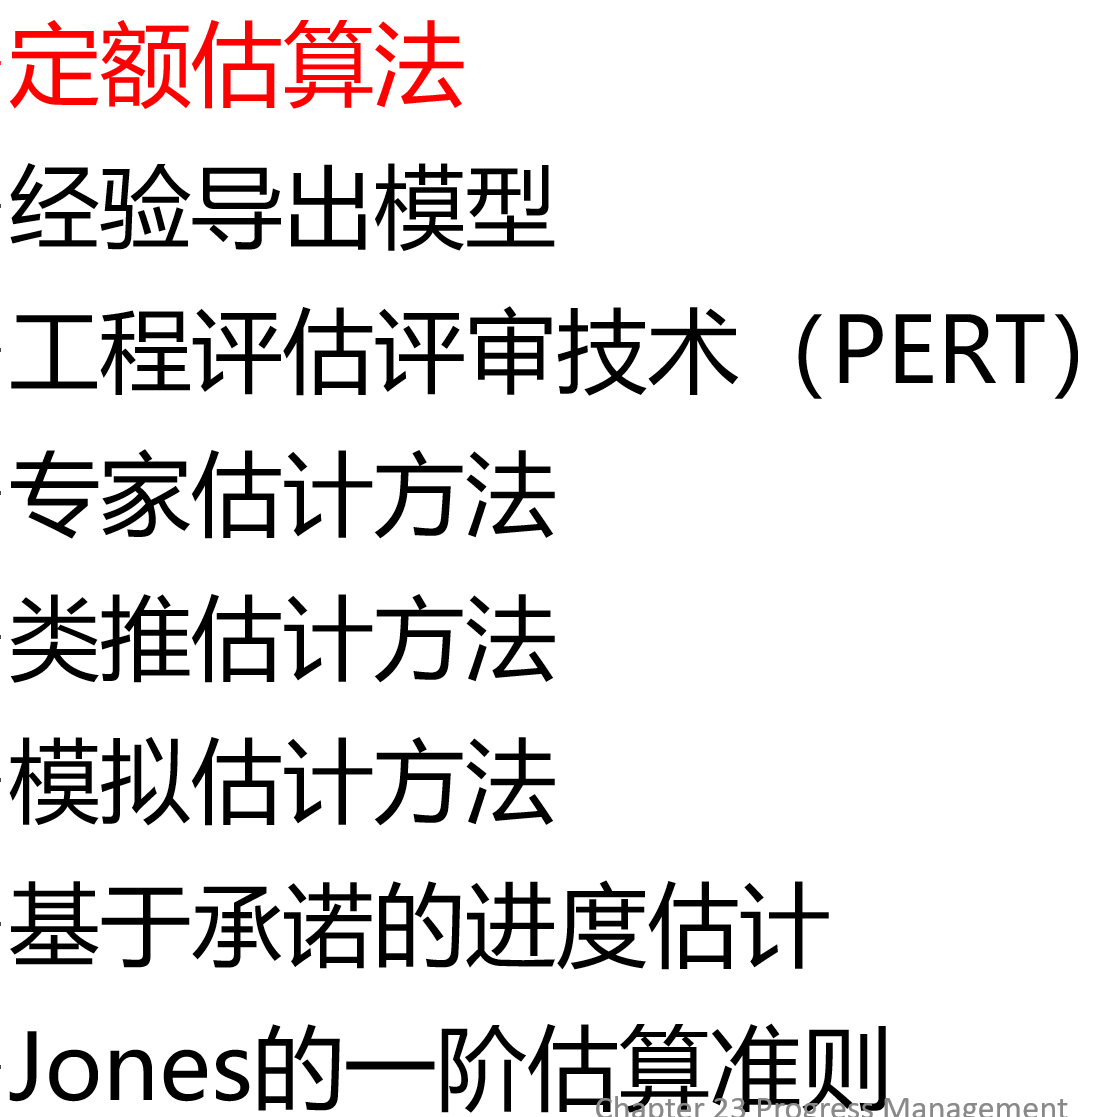 定额估算法
经验导出模型
工程评估评审技术（PERT）
专家估计方法
类推估计方法
模拟估计方法
基于承诺的进度估计
Jones的一阶估算准则
Chapter 23 Progress Management